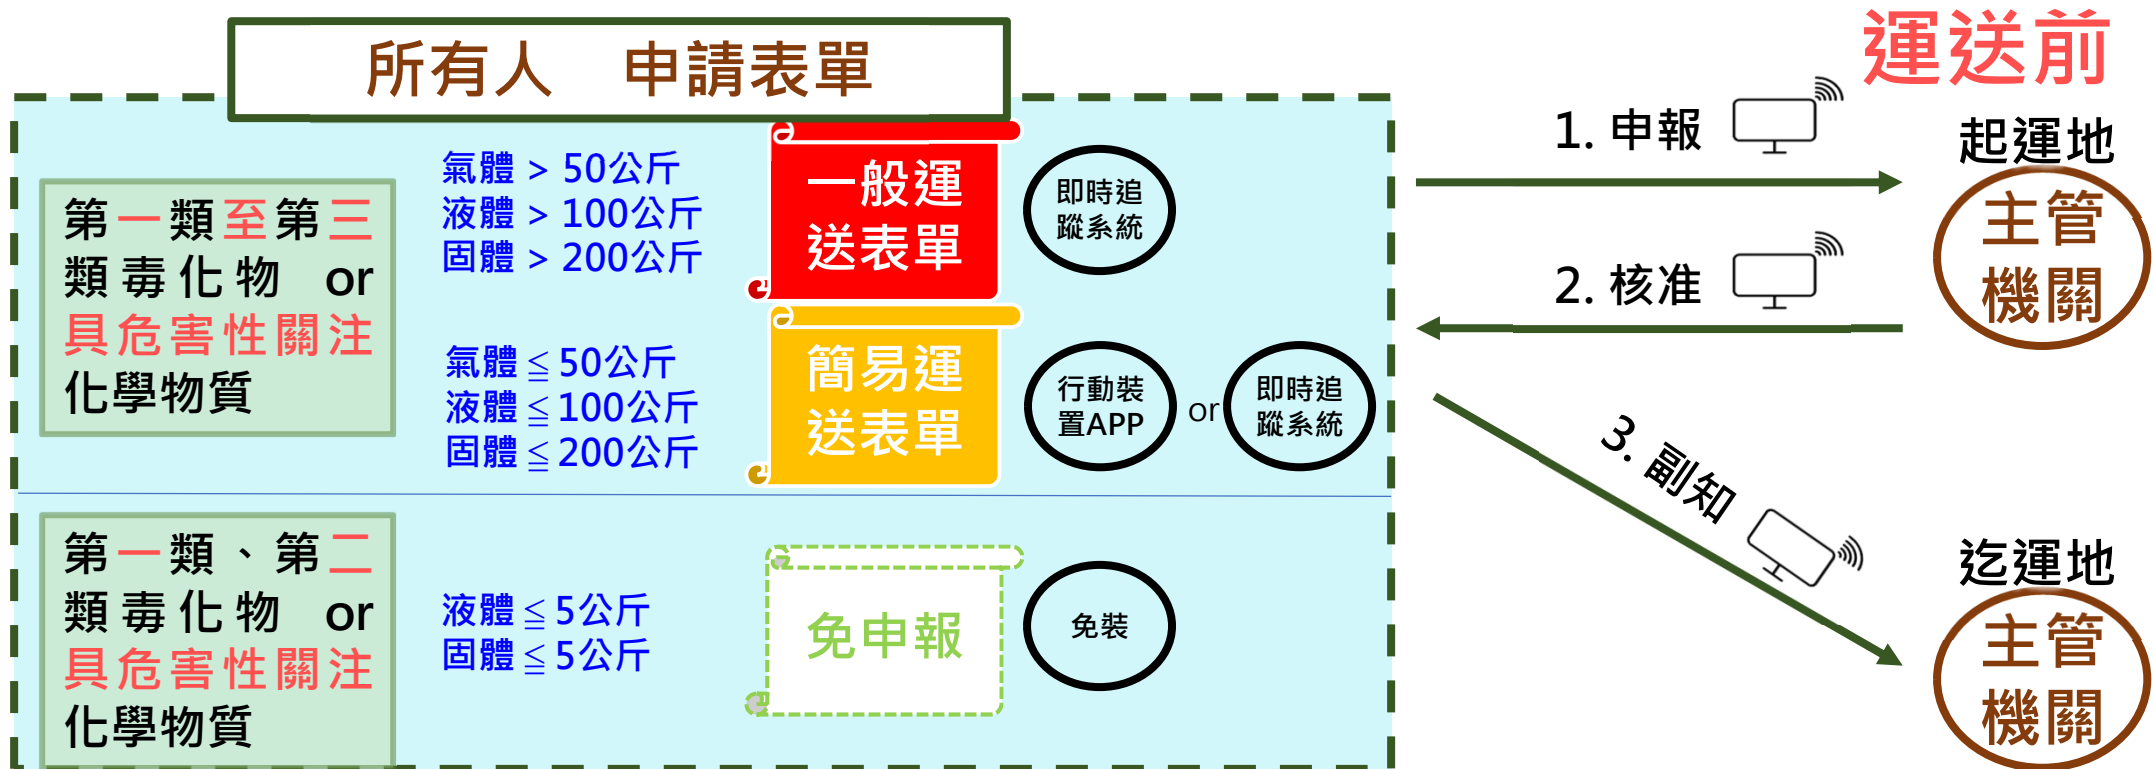 所有人 申請表單
第一類至第三
類毒化物 or
具危害性關注
化學物質
氣體 > 50公斤
液體 > 100公斤
固體 > 200公斤
一般運
送表單
即時追
蹤系統
氣體 ≦ 50公斤
液體 ≦ 100公斤
固體 ≦ 200公斤
簡易運
送表單
行動裝
置APP
or
即時追
蹤系統
第一類、第二
類毒化物 or
具危害性關注
化學物質
液體 ≦ 5公斤
固體 ≦ 5公斤
免申報
免裝
運送前
1. 申報
起運地
主管
機關
2. 核准
3. 副知
迄運地
主管
機關